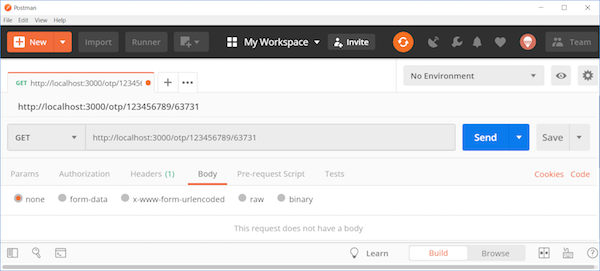 Postman
File Edit View Help
+ New Import Runner My Workspace Invite Team
GET http://localhost:3000/otp/12345 + ••• No Environment
http://localhost:3000/otp/123456789/63731
GET http://localhost:3000/otp/123456789/63731 Send Save
Params Authorization Headers (1) Body Pre-request Script Tests Cookies Code
none form-data x-www-form-urlencoded raw binary
This request does not have a body
Learn Build Browse